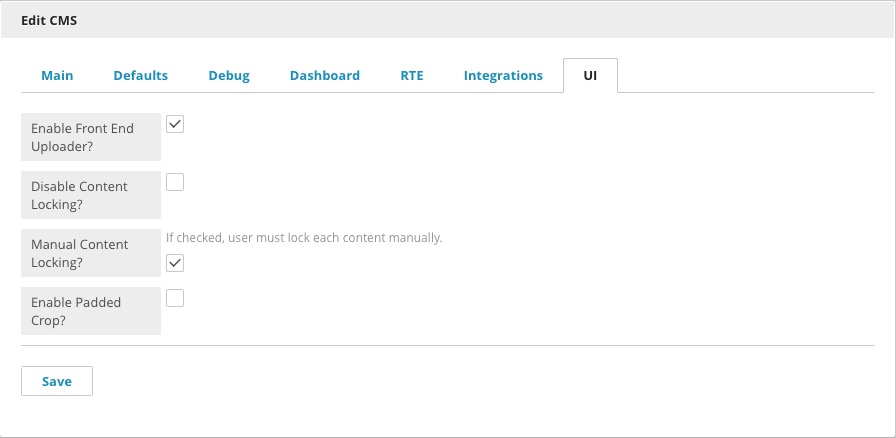 Edit CMS
Main Defaults Debug Dashboard RTE Integrations UI
Enable Front End
Uploader?
Disable Content
Locking?
Manual Content
Locking?
If checked, user must lock each content manually.
Enable Padded
Crop?
Save